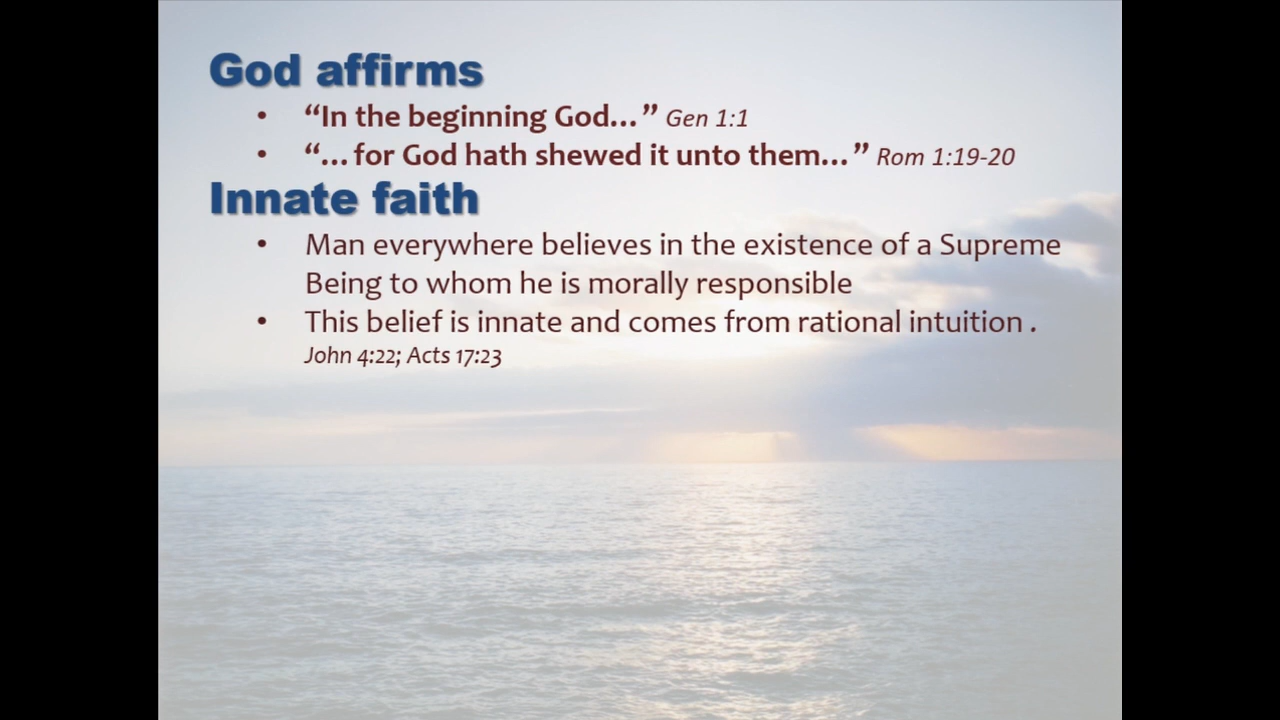 God affirms
• “In the beginning God…” Gen 1:1
• “… for God hath shewed it unto them…” Rom 1:19-20
Innate faith
• Man everywhere believes in the existence of a Supreme
Being to whom he is morally responsible
• This belief is innate and comes from rational intuition .
John 4:22; Acts 17:23